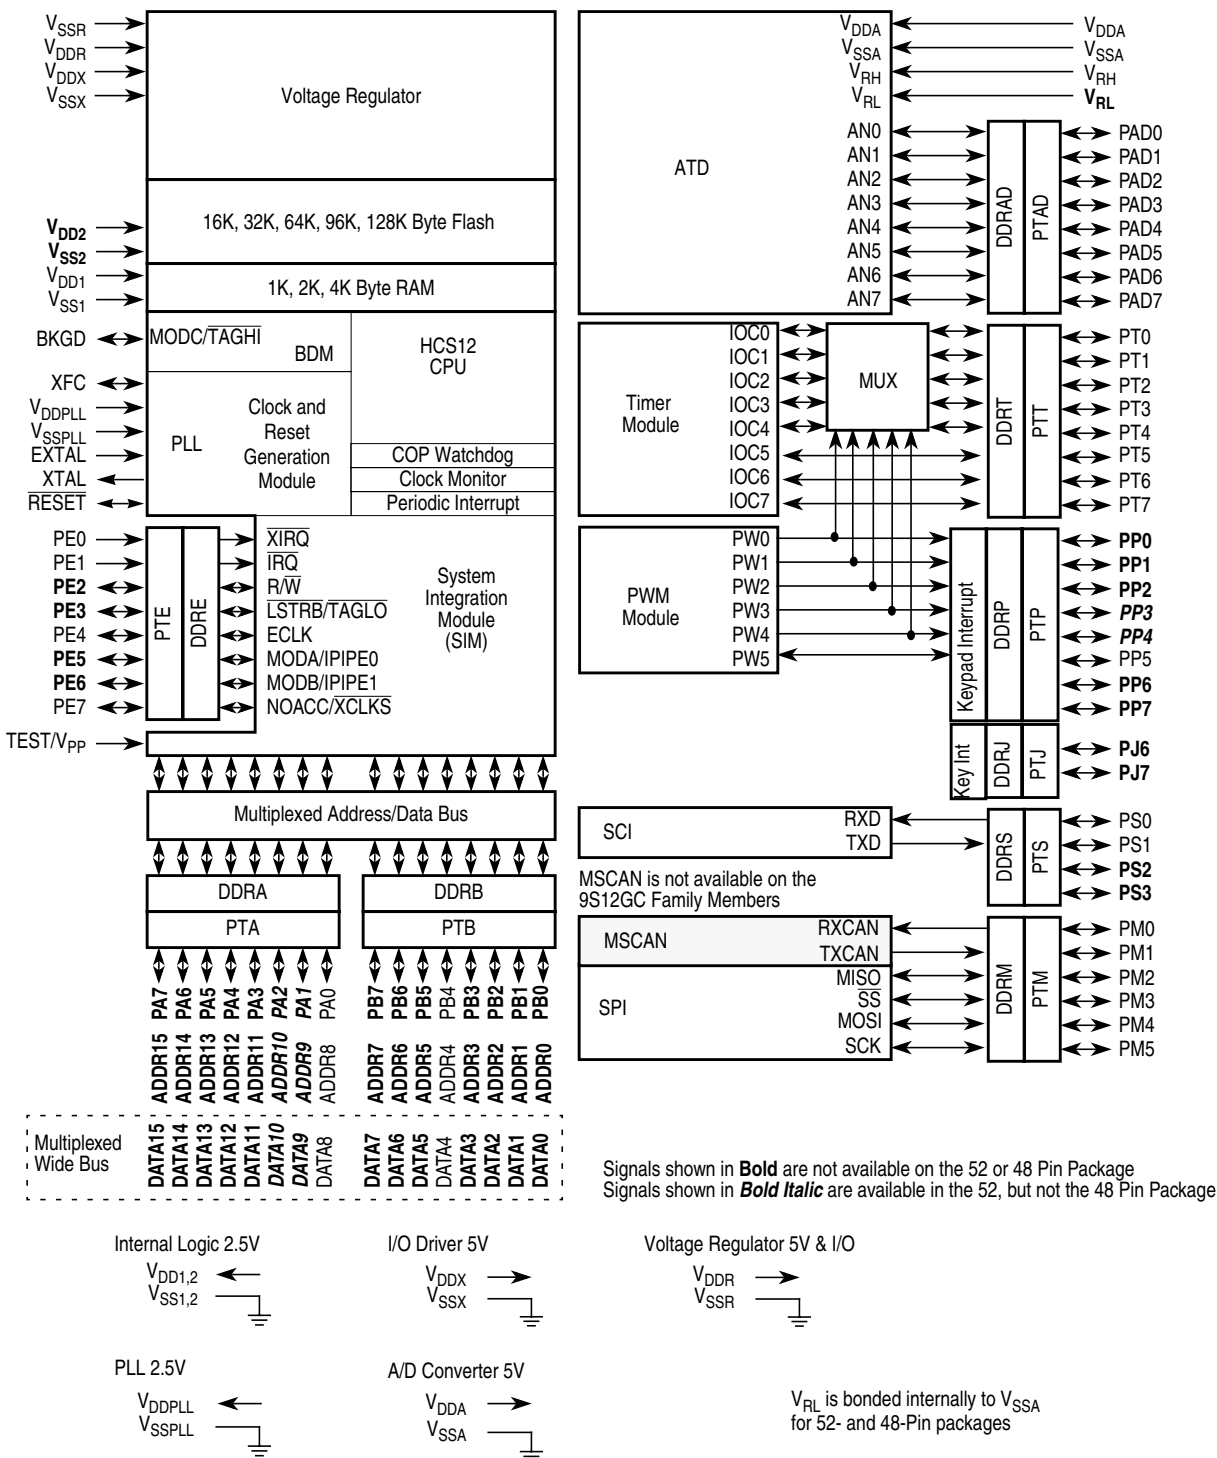 VSSR
VDDR
VDDX
VSSX
Voltage Regulator
16K, 32K, 64K, 96K, 128K Byte Flash
VDD2
VSS2
VDD1
VSS1
1K, 2K, 4K Byte RAM
BKGD
MODC/TAGHI
BDM
HCS12
CPU
XFC
VDDPLL
VSSPLL
EXTAL
XTAL
RESET
PLL
Clock and
Reset
Generation
Module
COP Watchdog
Clock Monitor
Periodic Interrupt
PE0
PE1
PE2
PE3
PE4
PE5
PE6
PE7
PTE
DDRE
XIRQ
IRQ
R/W
LSTRB/TAGLO
ECLK
MODA/IPIPE0
MODB/IPIPE1
NOACC/XCLKS
System
Integration
Module
(SIM)
TEST/VPP
Multiplexed Address/Data Bus
DDRA
DDRB
PTA
PTB
PA7
PA6
PA5
PA4
PA3
PA2
PA1
PA0
PB7
PB6
PB5
PB4
PB3
PB2
PB1
PB0
ADDR15
ADDR14
ADDR13
ADDR12
ADDR11
ADDR10
ADDR9
ADDR8
ADDR7
ADDR6
ADDR5
ADDR4
ADDR3
ADDR2
ADDR1
ADDR0
Multiplexed
Wide Bus
DATA15
DATA14
DATA13
DATA12
DATA11
DATA10
DATA9
DATA8
DATA7
DATA6
DATA5
DATA4
DATA3
DATA2
DATA1
DATA0
ATD
VDDA
VSSA
VRH
VRL
VDDA
VSSA
VRH
VRL
AN0
AN1
AN2
AN3
AN4
AN5
AN6
AN7
DDRAD
PTAD
PAD0
PAD1
PAD2
PAD3
PAD4
PAD5
PAD6
PAD7
Timer
Module
IOC0
IOC1
IOC2
IOC3
IOC4
IOC5
IOC6
IOC7
MUX
DDRT
PTT
PT0
PT1
PT2
PT3
PT4
PT5
PT6
PT7
PWM
Module
PW0
PW1
PW2
PW3
PW4
PW5
Keypad Interrupt
DDRP
PTP
PP0
PP1
PP2
PP3
PP4
PP5
PP6
PP7
Key Int
DDRJ
PTJ
PJ6
PJ7
SCI
RXD
TXD
DDRS
PTS
PS0
PS1
PS2
PS3
MSCAN is not available on the
9S12GC Family Members
MSCAN
RXCAN
TXCAN
SPI
MISO
SS
MOSI
SCK
DDRM
PTM
PM0
PM1
PM2
PM3
PM4
PM5
Signals shown in Bold are not available on the 52 or 48 Pin Package
Signals shown in Bold Italic are available in the 52, but not the 48 Pin Package
Internal Logic 2.5V
VDD1,2
VSS1,2
I/O Driver 5V
VDDX
VSSX
Voltage Regulator 5V & I/O
VDDR
VSSR
PLL 2.5V
VDDPLL
VSSPLL
A/D Converter 5V
VDDA
VSSA
VRL is bonded internally to VSSA
for 52- and 48-Pin packages